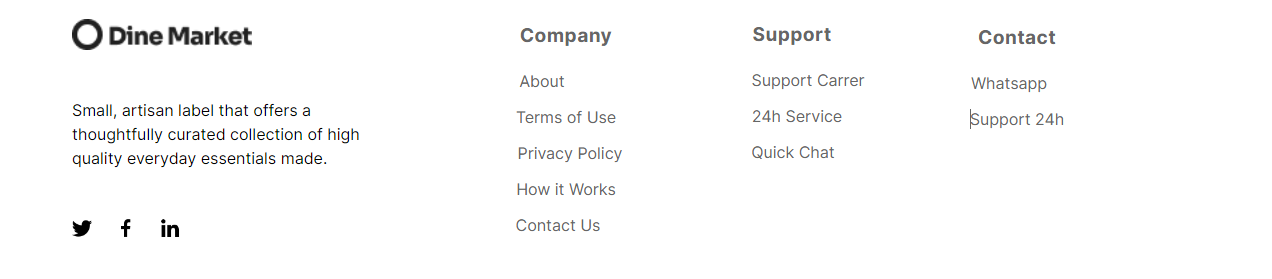 Dine Market
Small, artisan label that offers a
thoughtfully curated collection of high
quality everyday essentials made.
Company
About
Terms of Use
Privacy Policy
How it Works
Contact Us
Support
Support Carrer
24h Service
Quick Chat
Contact
Whatsapp
Support 24h